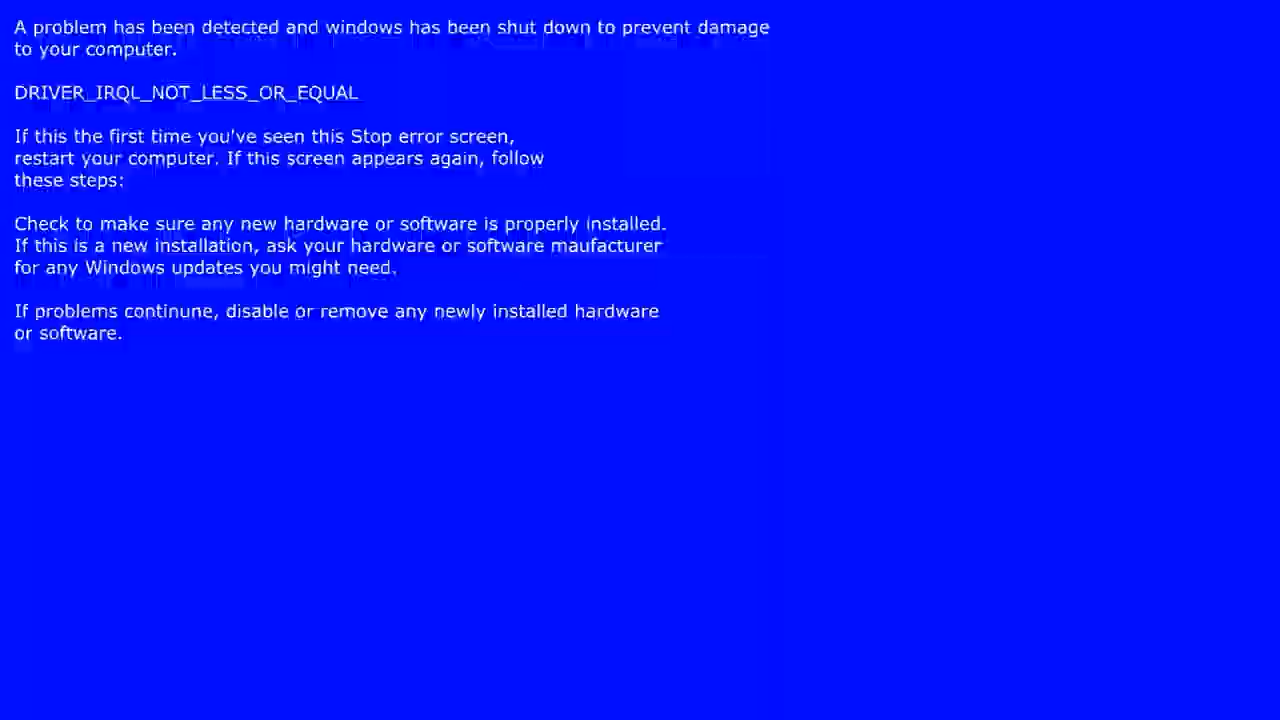 A problem has been detected and windows has been shut down to prevent damage
to your computer.
DRIVER_IRQL_NOT_LESS_OR_EQUAL
If this the first time you've seen this Stop error screen,
restart your computer. If this screen appears again, follow
these steps:
Check to make sure any new hardware or software is properly installed.
If this is a new installation, ask your hardware or software maufacturer
for any Windows updates you might need.
If problems continune, disable or remove any newly installed hardware
or software.